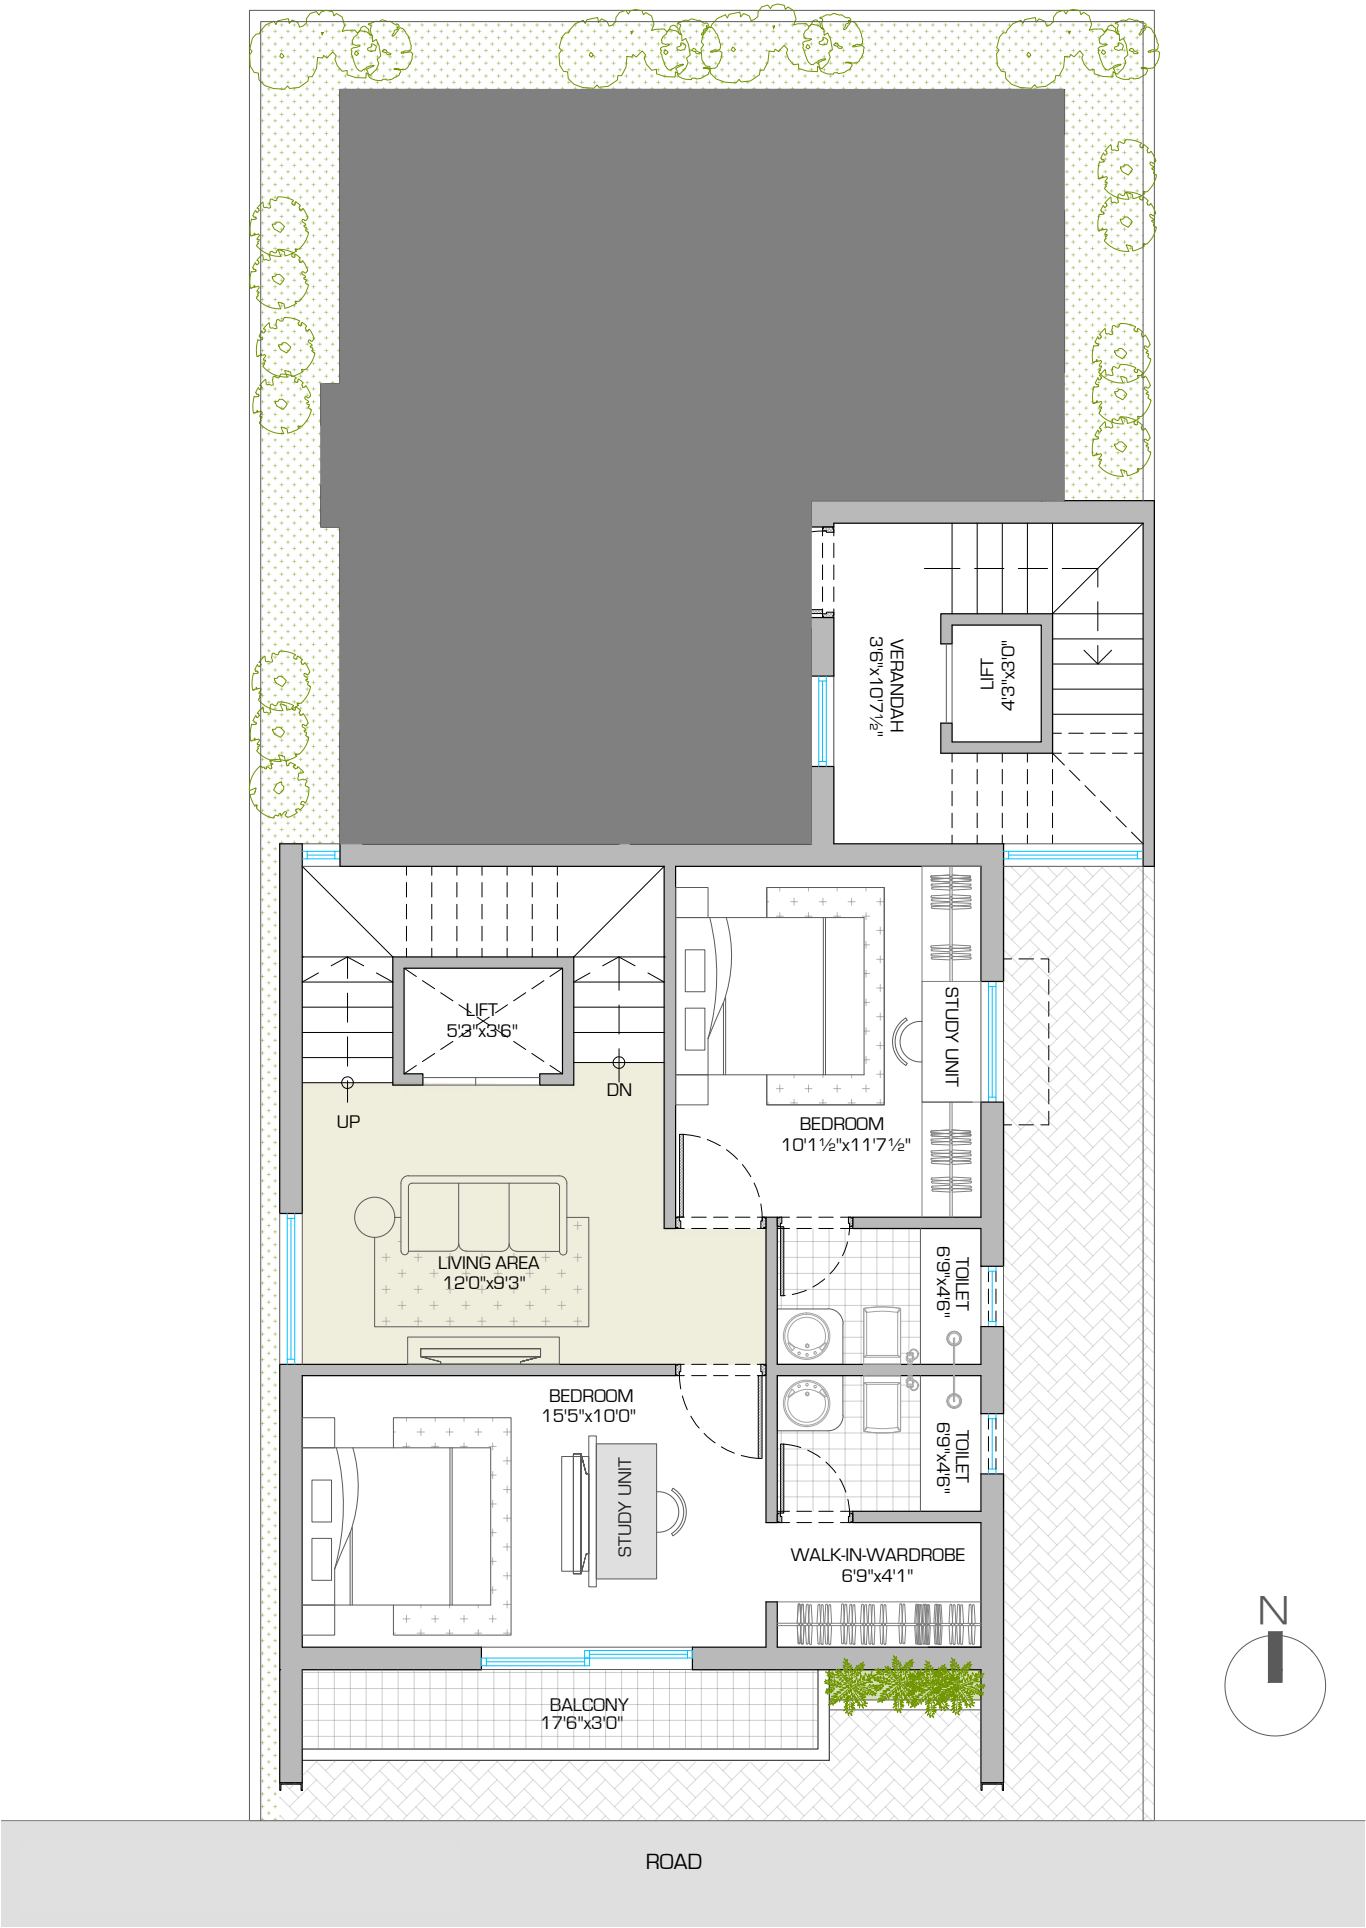 VERANDAH
3'6"x10'7½"
LIFT
4'3"x3'0"
LIFT
5'3"x3'6"
UP
DN
STUDY UNIT
BEDROOM
10'1½"x11'7½"
LIVING AREA
12'0"x9'3"
TOILET
6'9"x4'6"
BEDROOM
15'5"x10'0"
STUDY UNIT
TOILET
6'9"x4'6"
WALK-IN-WARDROBE
6'9"x4'1"
BALCONY
17'6"x3'0"
N
ROAD